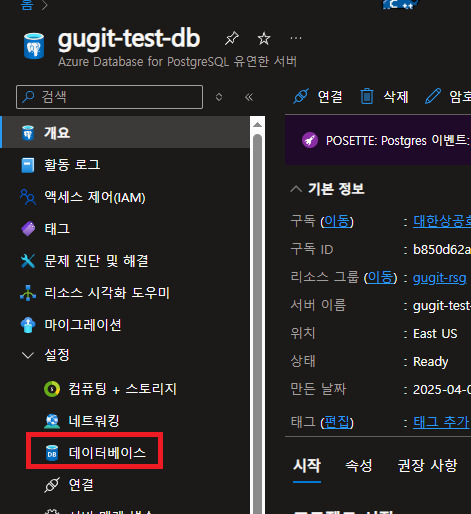 홈
gugit-test-db
Azure Database for PostgreSQL 유연한 서버
검색
개요
활동 로그
액세스 제어(IAM)
태그
문제 진단 및 해결
리소스 시각화 도우미
마이그레이션
설정
컴퓨팅 + 스토리지
네트워킹
데이터베이스
연결
연결 삭제 암호
POSETTE: Postgres 이벤트:
기본 정보
구독 (이동) : 대한상공회
구독 ID : b850d62a
리소스 그룹 (이동) : gugit-rsg
서버 이름 : gugit-test-
위치 : East US
상태 : Ready
만든 날짜 : 2025-04-0
태그 (편집) : 태그 추가
시작 속성 권장 사항